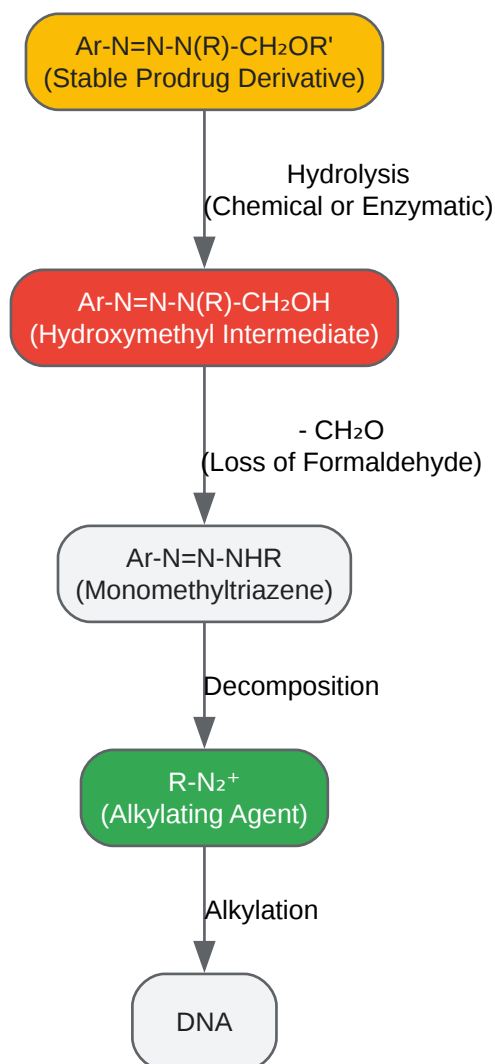 Ar-N=N-N(R)-CH₂OR'
(Stable Prodrug Derivative)
Hydrolysis
(Chemical or Enzymatic)
Ar-N=N-N(R)-CH₂OH
(Hydroxymethyl Intermediate)
- CH₂O
(Loss of Formaldehyde)
Ar-N=N-NHR
(Monomethyltriazene)
Decomposition
R-N₂⁺
(Alkylating Agent)
Alkylation
DNA